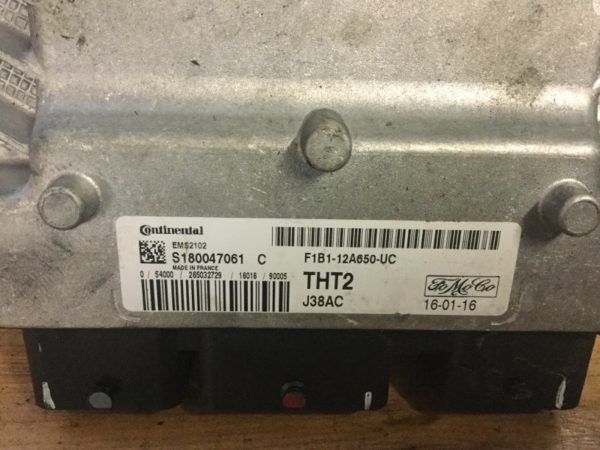 Continental
EMS2102
S180047061 C
MADE IN FRANCE
0 / 54000 / 265032729 / 16016 / 90005
F1B1-12A650-UC
THT2
J38AC
FoMoCo
16-01-16